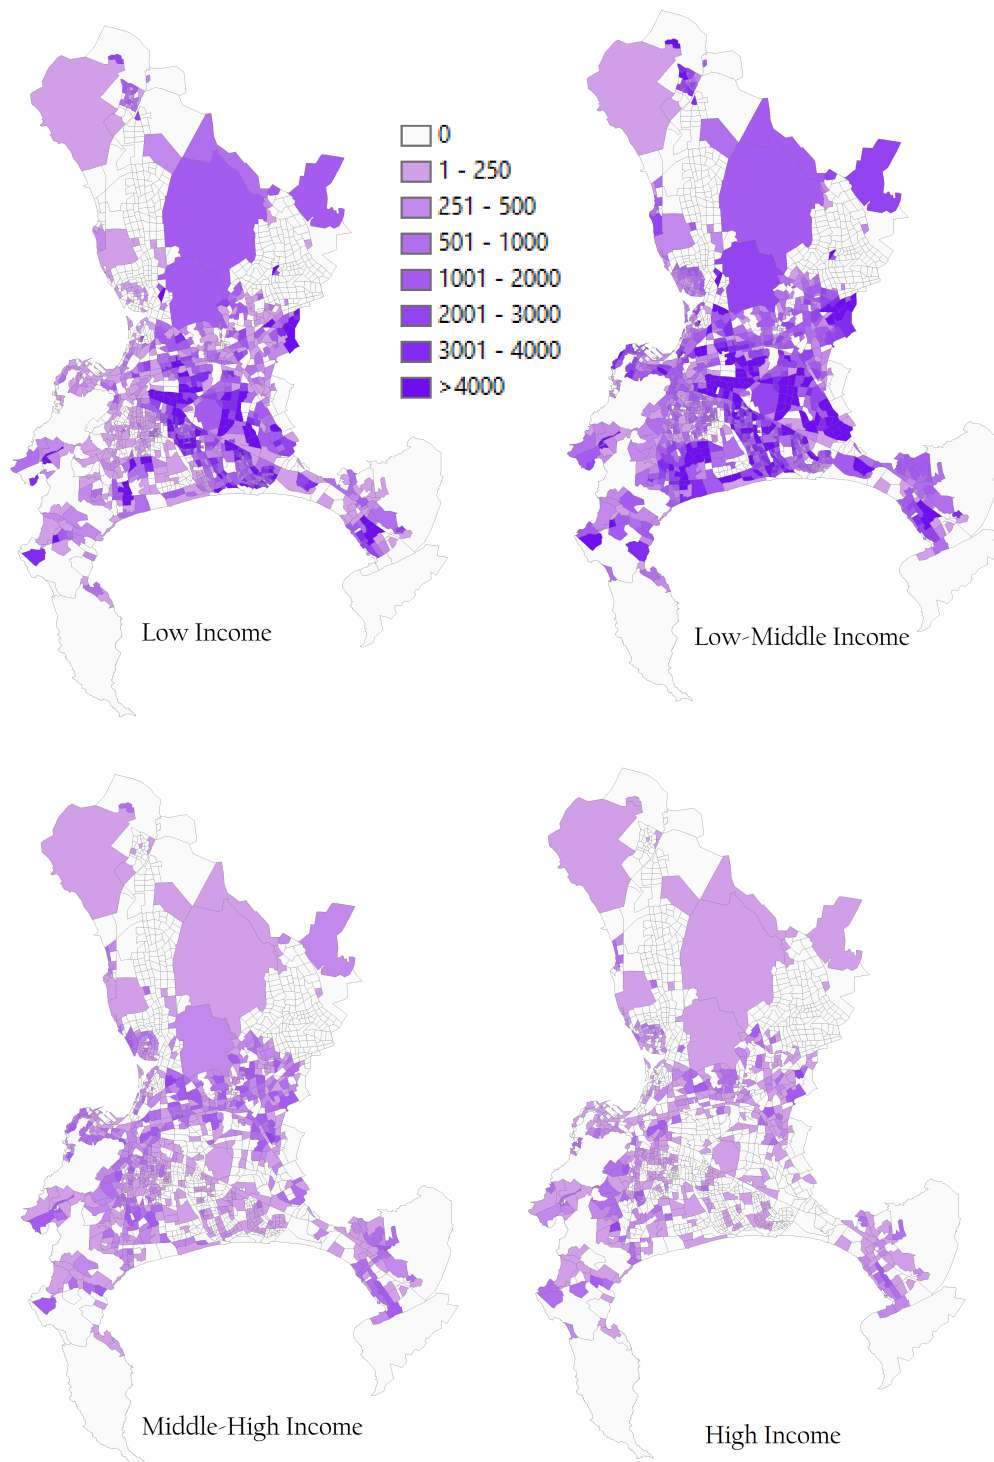 0
1 - 250
251 - 500
501 - 1000
1001 - 2000
2001 - 3000
3001 - 4000
>4000
Low Income
Low-Middle Income
Middle-High Income
High Income